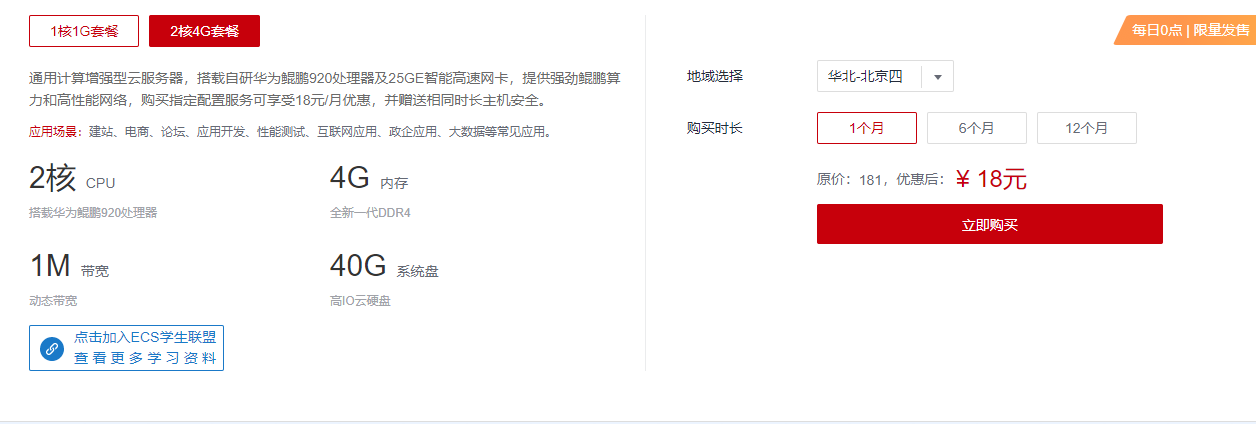 1核1G套餐
2核4G套餐
通用计算增强型云服务器，搭载自研华为鲲鹏920处理器及25GE智能高速网卡，提供强劲鲲鹏算
力和高性能网络，购买指定配置服务可享受18元/月优惠，并赠送相同时长主机安全。
应用场景：建站、电商、论坛、应用开发、性能测试、互联网应用、政企应用、大数据等常见应用。
2核 CPU
搭载华为鲲鹏920处理器
4G 内存
全新一代DDR4
1M 带宽
动态带宽
40G 系统盘
高IO云硬盘
点击加入ECS学生联盟
查看更多学习资料
每日0点 | 限量发售
地域选择
华北-北京四
购买时长
1个月
6个月
12个月
原价：181，优惠后：¥ 18元
立即购买